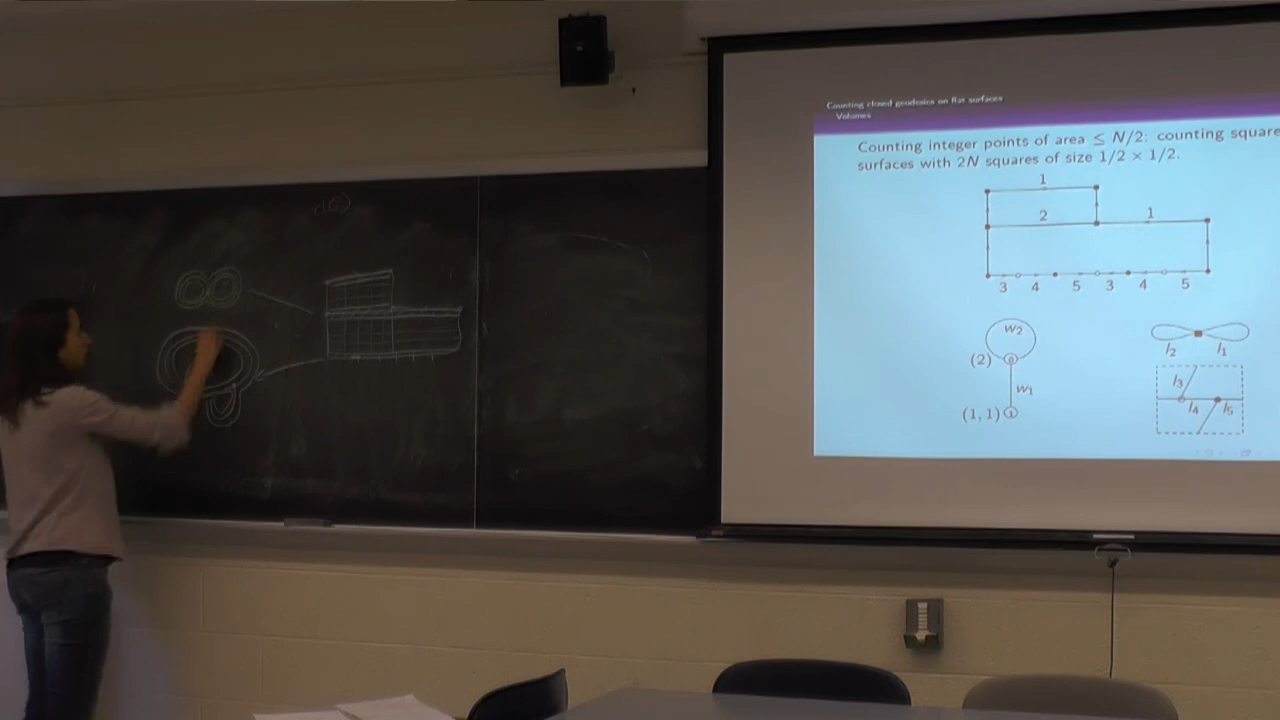 Counting closed geodesics on flat surfaces
Volumes
Counting integer points of area ≤ N/2: counting square
surfaces with 2N squares of size 1/2 × 1/2.
1
2 1
3 4 5 3 4 5
w₂
(2) 0
w₁
(1, 1)
l₂ l₁
l₃
l₄ l₅